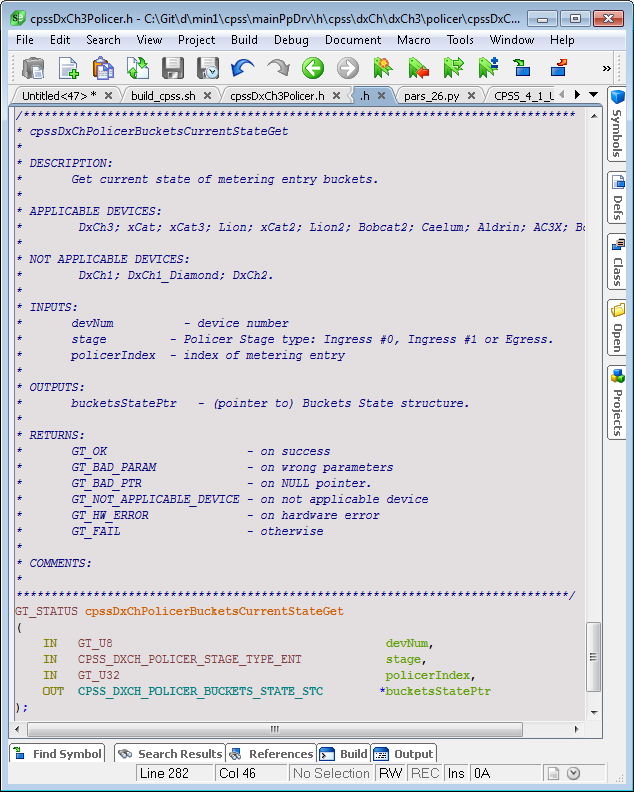 cpssDxCh3Policer.h - C:\Git\d\min1\cpss\mainPpDrv\h\cpss\dxCh\dxCh3\policer\cpssDxC...
File Edit Search View Project Build Debug Document Macro Tools Window Help
»
Untitled<47> * build_cpss.sh cpssDxCh3Policer.h .h pars_26.py CPSS_4_1_L
/*******************************************************************************
* cpssDxChPolicerBucketsCurrentStateGet
*
* DESCRIPTION:
* Get current state of metering entry buckets.
*
* APPLICABLE DEVICES:
* DxCh3; xCat; xCat3; Lion; xCat2; Lion2; Bobcat2; Caelum; Aldrin; AC3X; Bo
*
* NOT APPLICABLE DEVICES:
* DxCh1; DxCh1_Diamond; DxCh2.
*
* INPUTS:
* devNum - device number
* stage - Policer Stage type: Ingress #0, Ingress #1 or Egress.
* policerIndex - index of metering entry
*
* OUTPUTS:
* bucketsStatePtr - (pointer to) Buckets State structure.
*
* RETURNS:
* GT_OK - on success
* GT_BAD_PARAM - on wrong parameters
* GT_BAD_PTR - on NULL pointer.
* GT_NOT_APPLICABLE_DEVICE - on not applicable device
* GT_HW_ERROR - on hardware error
* GT_FAIL - otherwise
*
* COMMENTS:
*
*******************************************************************************/
GT_STATUS cpssDxChPolicerBucketsCurrentStateGet
(
IN GT_U8 devNum,
IN CPSS_DXCH_POLICER_STAGE_TYPE_ENT stage,
IN GT_U32 policerIndex,
OUT CPSS_DXCH_POLICER_BUCKETS_STATE_STC *bucketsStatePtr
);
Symbols
Defs
Class
Open
Projects
Find Symbol Search Results References Build Output
Line 282 Col 46 No Selection RW REC Ins 0A